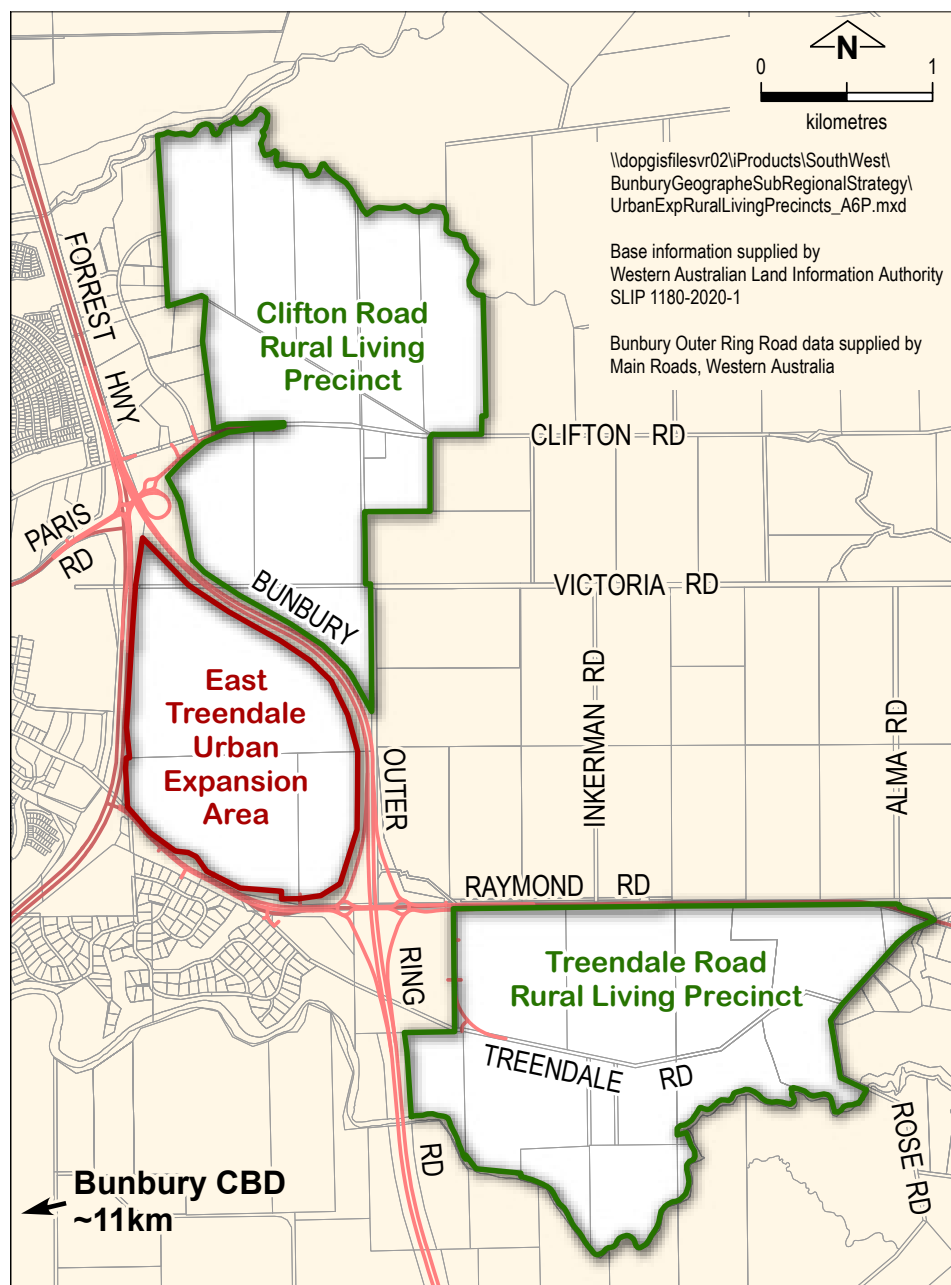 N
0 1
kilometres
\\dopgisfilesvr02\iProducts\SouthWest\
BunburyGeographeSubRegionalStrategy\
UrbanExpRuralLivingPrecincts_A6P.mxd
Base information supplied by
Western Australian Land Information Authority
SLIP 1180-2020-1
Bunbury Outer Ring Road data supplied by
Main Roads, Western Australia
FORREST
HWY
Clifton Road
Rural Living
Precinct
CLIFTON RD
PARIS
RD
BUNBURY
VICTORIA RD
East
Treendale
Urban
Expansion
Area
OUTER
INKERMAN RD
ALMA RD
RAYMOND RD
RING
Treendale Road
Rural Living Precinct
TREENDALE RD
RD
ROSE RD
Bunbury CBD
~11km